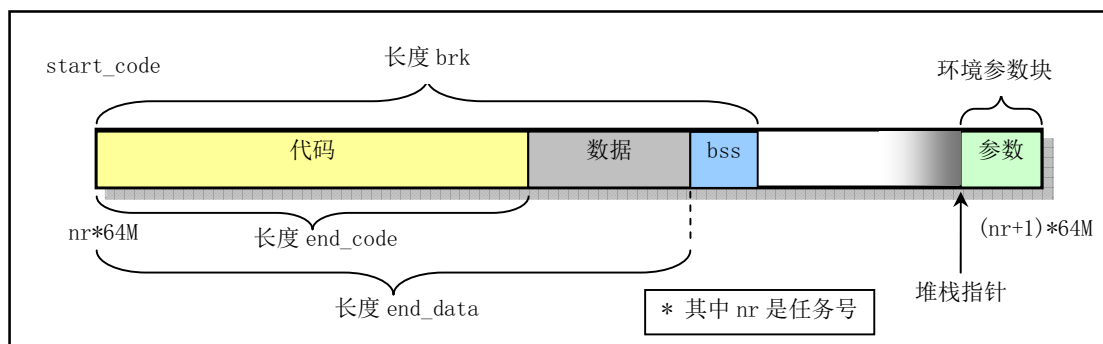 长度 brk
start_code
环境参数块
代码
数据
bss
参数
nr*64M
长度 end_code
(nr+1)*64M
长度 end_data
* 其中 nr 是任务号
堆栈指针